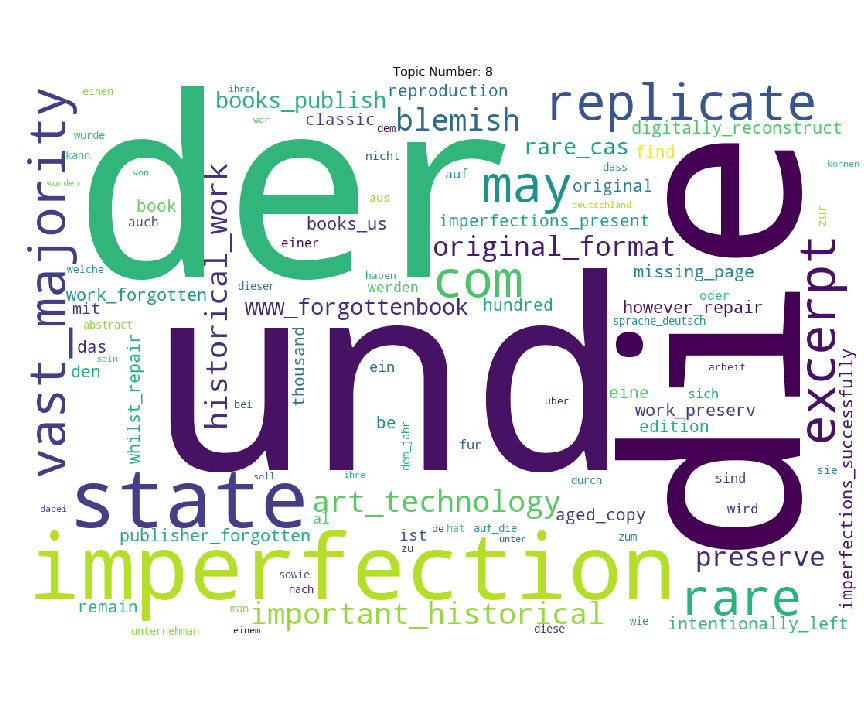 Topic Number: 8
einen
ihrer
reproduction
replicate
books_publish
classic
blemish
war
dem
digitally_reconstruct
wurde
rare_cas
find
kann
nicht
dass
konnen
vast_majority
der
von
auf
may
original
wurden
book
aus
deutschland
auch
books_us
imperfections_present
zur
historical_work
einer
original_format
die
welche
missing_page
dieser
haben
com
work_forgotten
werden
oder
mit
www_forgottenbook
hundred
however_repair
excerpt
abstract
sprache_deutsch
das
sein
thousand
den
whilst_repair
ein
und
arbeit
imperfections_successfully
eine
sich
bei
uber
work_preserv
be
edition
dem_jahr
fur
sie
soll
ihre
durch
sind
state
art_technology
dabei
wird
al
aged_copy
de
hat
auf_die
publisher_forgotten
ist
unter
zum
zu
imperfection
preserve
sowie
nach
rare
remain
man
important_historical
wie
intentionally_left
unternehman
einem
diese